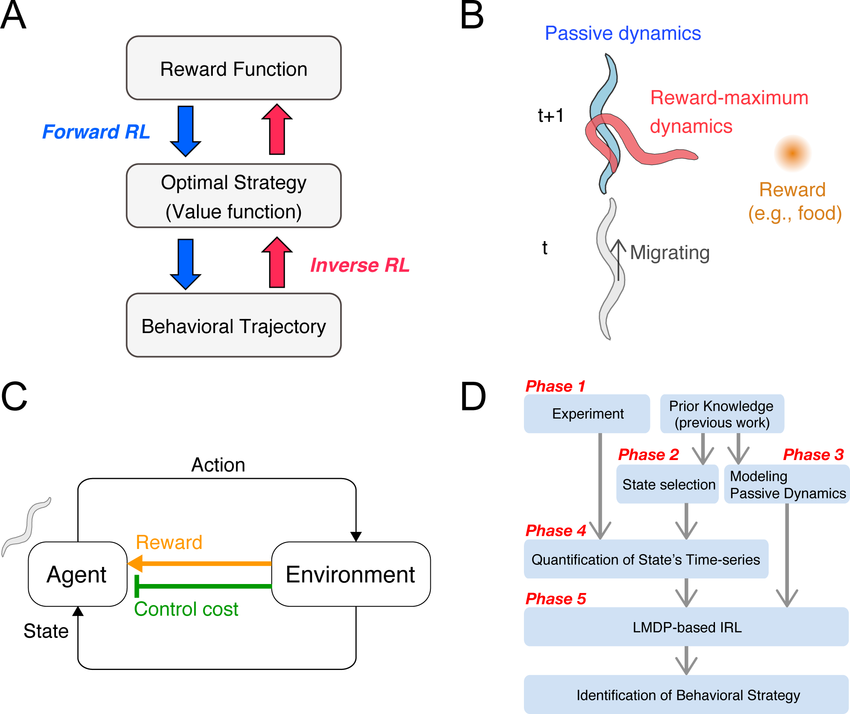 A
Reward Function
Forward RL
Optimal Strategy
(Value function)
Inverse RL
Behavioral Trajectory
B
Passive dynamics
t+1
Reward-maximum
dynamics
Reward
(e.g., food)
t
Migrating
C
Action
Reward
Agent
Environment
Control cost
State
D
Phase 1
Experiment
Prior Knowledge
(previous work)
Phase 2
Phase 3
State selection
Modeling
Passive Dynamics
Phase 4
Quantification of State's Time-series
Phase 5
LMDP-based IRL
Identification of Behavioral Strategy